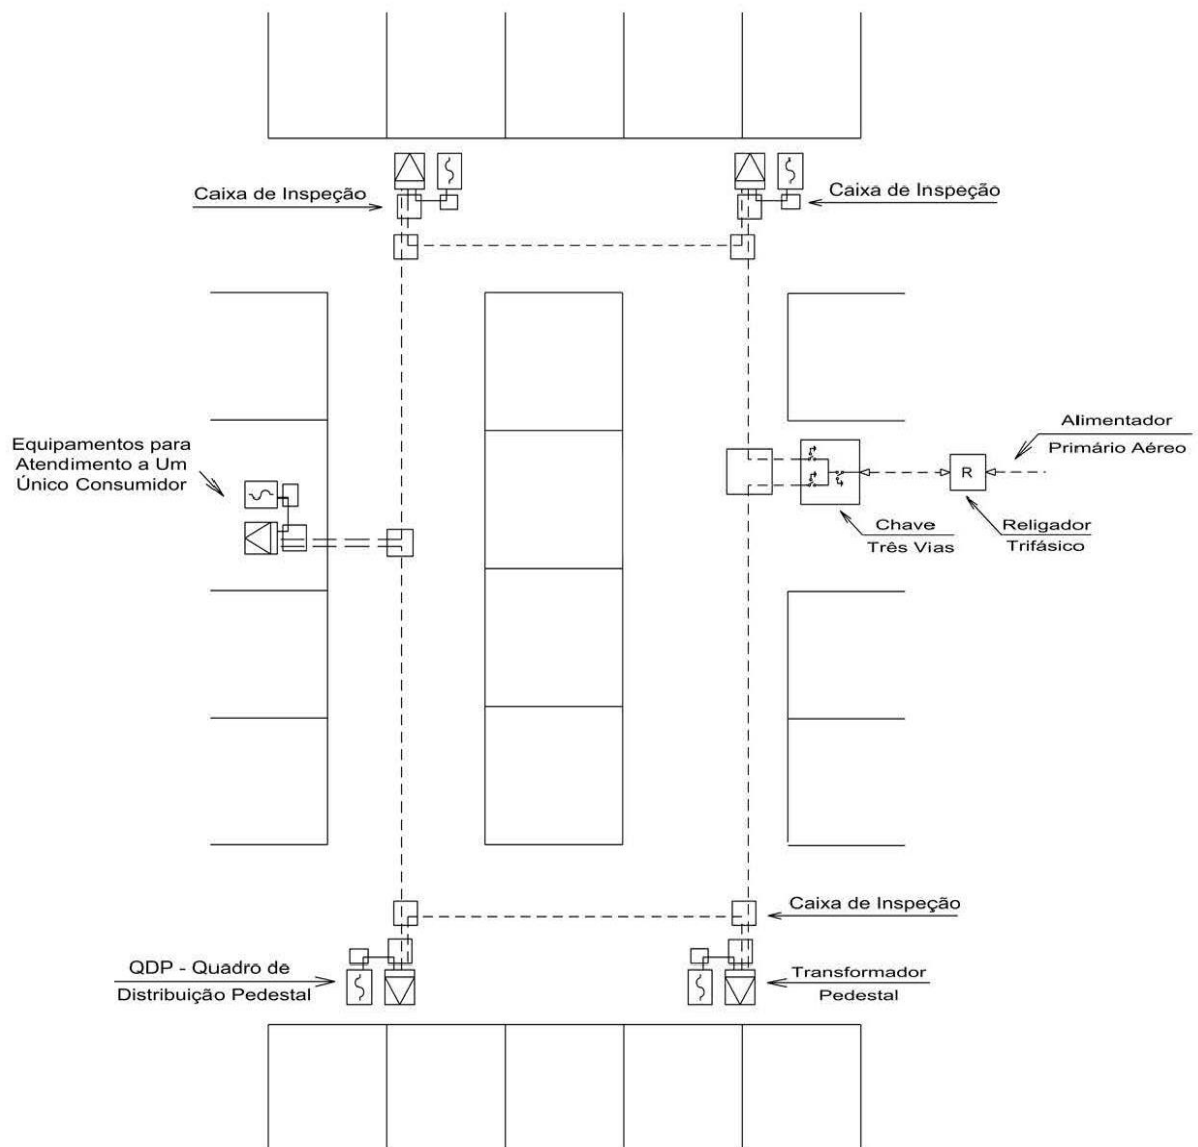 Caixa de Inspeção
Caixa de Inspeção
Equipamentos para
Atendimento a Um
Único Consumidor
Alimentador
Primário Aéreo
R
Chave
Três Vias
Religador
Trifásico
Caixa de Inspeção
QDP - Quadro de
Distribuição Pedestal
Transformador
Pedestal